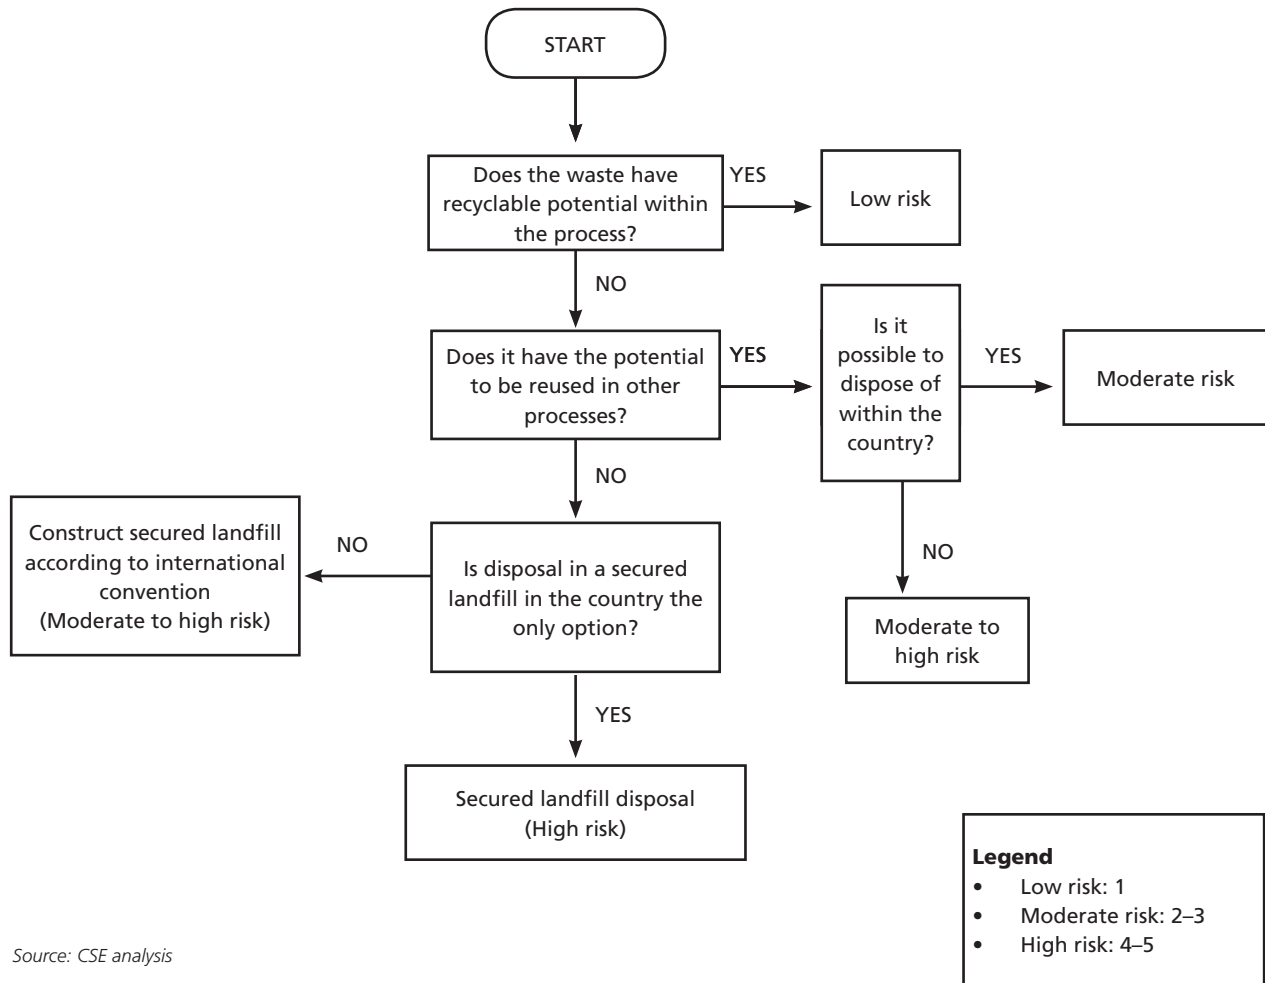 START
Does the waste have
recyclable potential within
the process?
YES
Low risk
NO
Does it have the potential
to be reused in other
processes?
YES
Is it
possible to
dispose of
within the
country?
YES
Moderate risk
NO
NO
Moderate to
high risk
Is disposal in a secured
landfill in the country the
only option?
NO
Construct secured landfill
according to international
convention
(Moderate to high risk)
YES
Secured landfill disposal
(High risk)
Legend
• Low risk: 1
• Moderate risk: 2–3
• High risk: 4–5
Source: CSE analysis